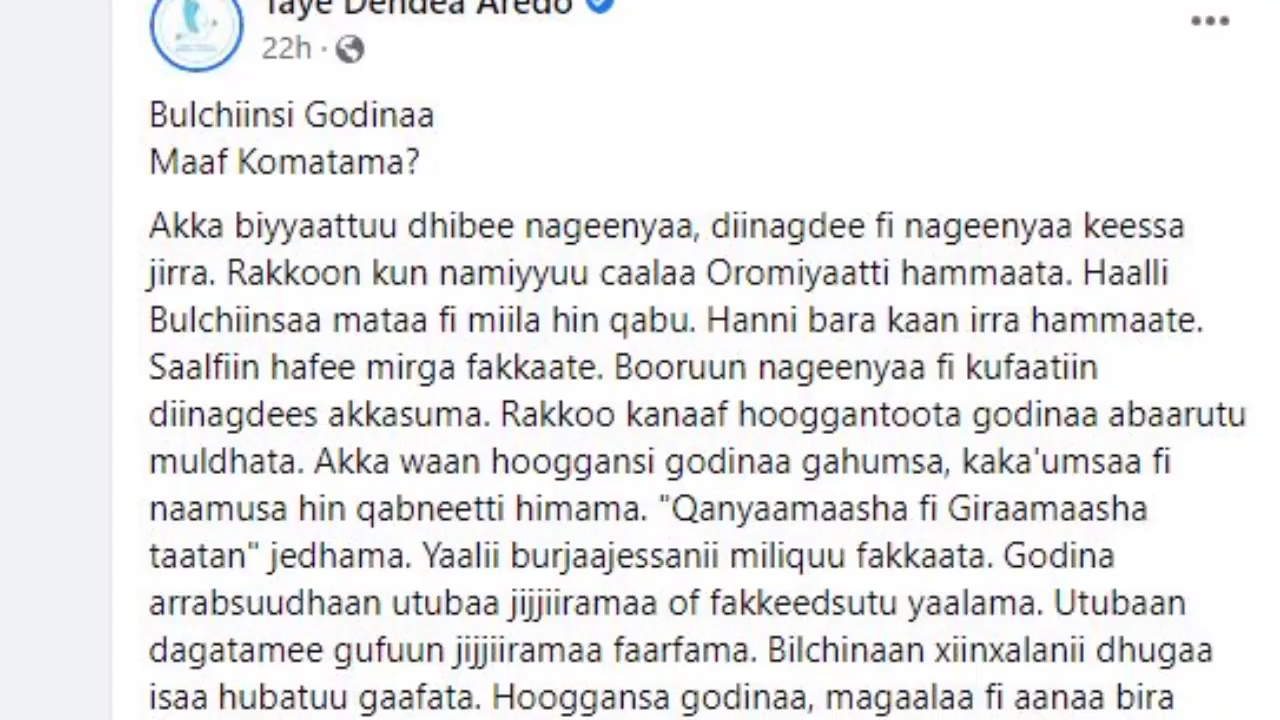 Taye Dendea Aredo
22h ·
Bulchiinsi Godinaa
Maaf Komatama?
Akka biyyaattuu dhibee nageenyaa, diinagdee fi nageenyaa keessa
jirra. Rakkoon kun namiyyuu caalaa Oromiyaatti hammaata. Haalli
Bulchiinsaa mataa fi miila hin qabu. Hanni bara kaan irra hammaate.
Saalfiin hafee mirga fakkaate. Booruun nageenyaa fi kufaatiin
diinagdees akkasuma. Rakkoo kanaaf hooggantoota godinaa abaarutu
muldhata. Akka waan hooggansi godinaa gahumsa, kaka'umsaa fi
naamusa hin qabneetti himama. "Qanyaamaasha fi Giraamaasha
taatan" jedhama. Yaalii burjaajessanii miliquu fakkaata. Godina
arrabsuudhaan utubaa jijjiiramaa of fakkeedsutu yaalama. Utubaan
dagatamee gufuun jijjiiramaa faarfama. Bilchinaan xiinxalanii dhugaa
isaa hubatuu gaafata. Hooggansa godinaa, magaalaa fi aanaa bira